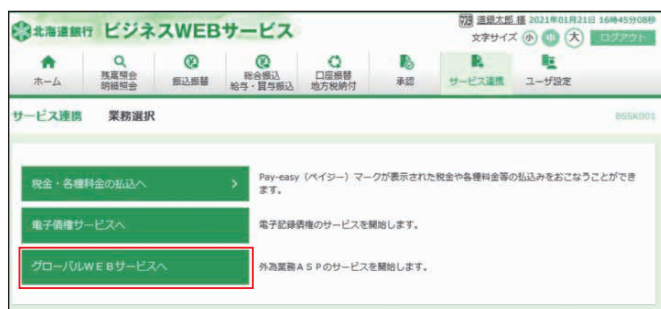 北海道銀行 ビジネスWEBサービス
道銀太郎 様 2021年01月21日 16時45分08秒
文字サイズ 小 中 大 ログアウト
ホーム
残高照会
明細照会
振込振替
総合振込
給与・賞与振込
口座振替
地方税納付
承認
サービス連携
ユーザ設定
サービス連携 業務選択
BSSK001
税金・各種料金の払込へ >
Pay-easy(ペイジー)マークが表示された税金や各種料金等の払込みをおこなうことができ
ます。
電子債権サービスへ
電子記録債権のサービスを開始します。
グローバルWEBサービスへ
外為業務ASPのサービスを開始します。